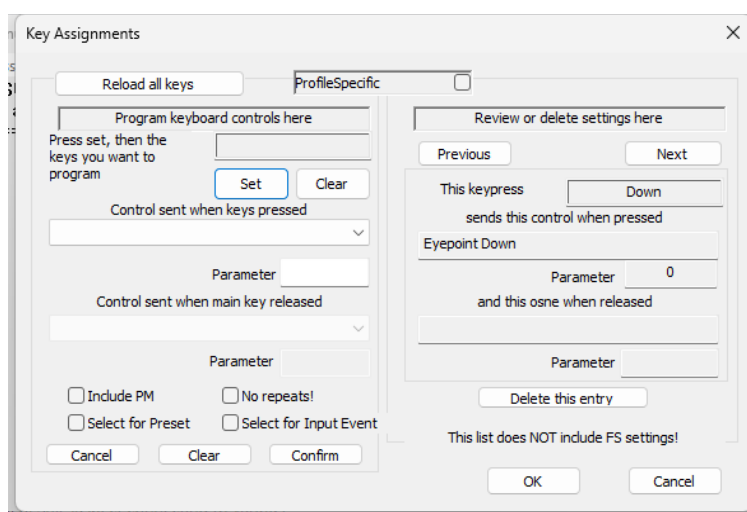 Key Assignments
Reload all keys
ProfileSpecific
Program keyboard controls here
Press set, then the
keys you want to
program
Set
Clear
Control sent when keys pressed
Parameter
Control sent when main key released
Parameter
Include PM
No repeats!
Select for Preset
Select for Input Event
Cancel
Clear
Confirm
Review or delete settings here
Previous
Next
This keypress
Down
sends this control when pressed
Eyepoint Down
Parameter
0
and this osne when released
Parameter
Delete this entry
This list does NOT include FS settings!
OK
Cancel